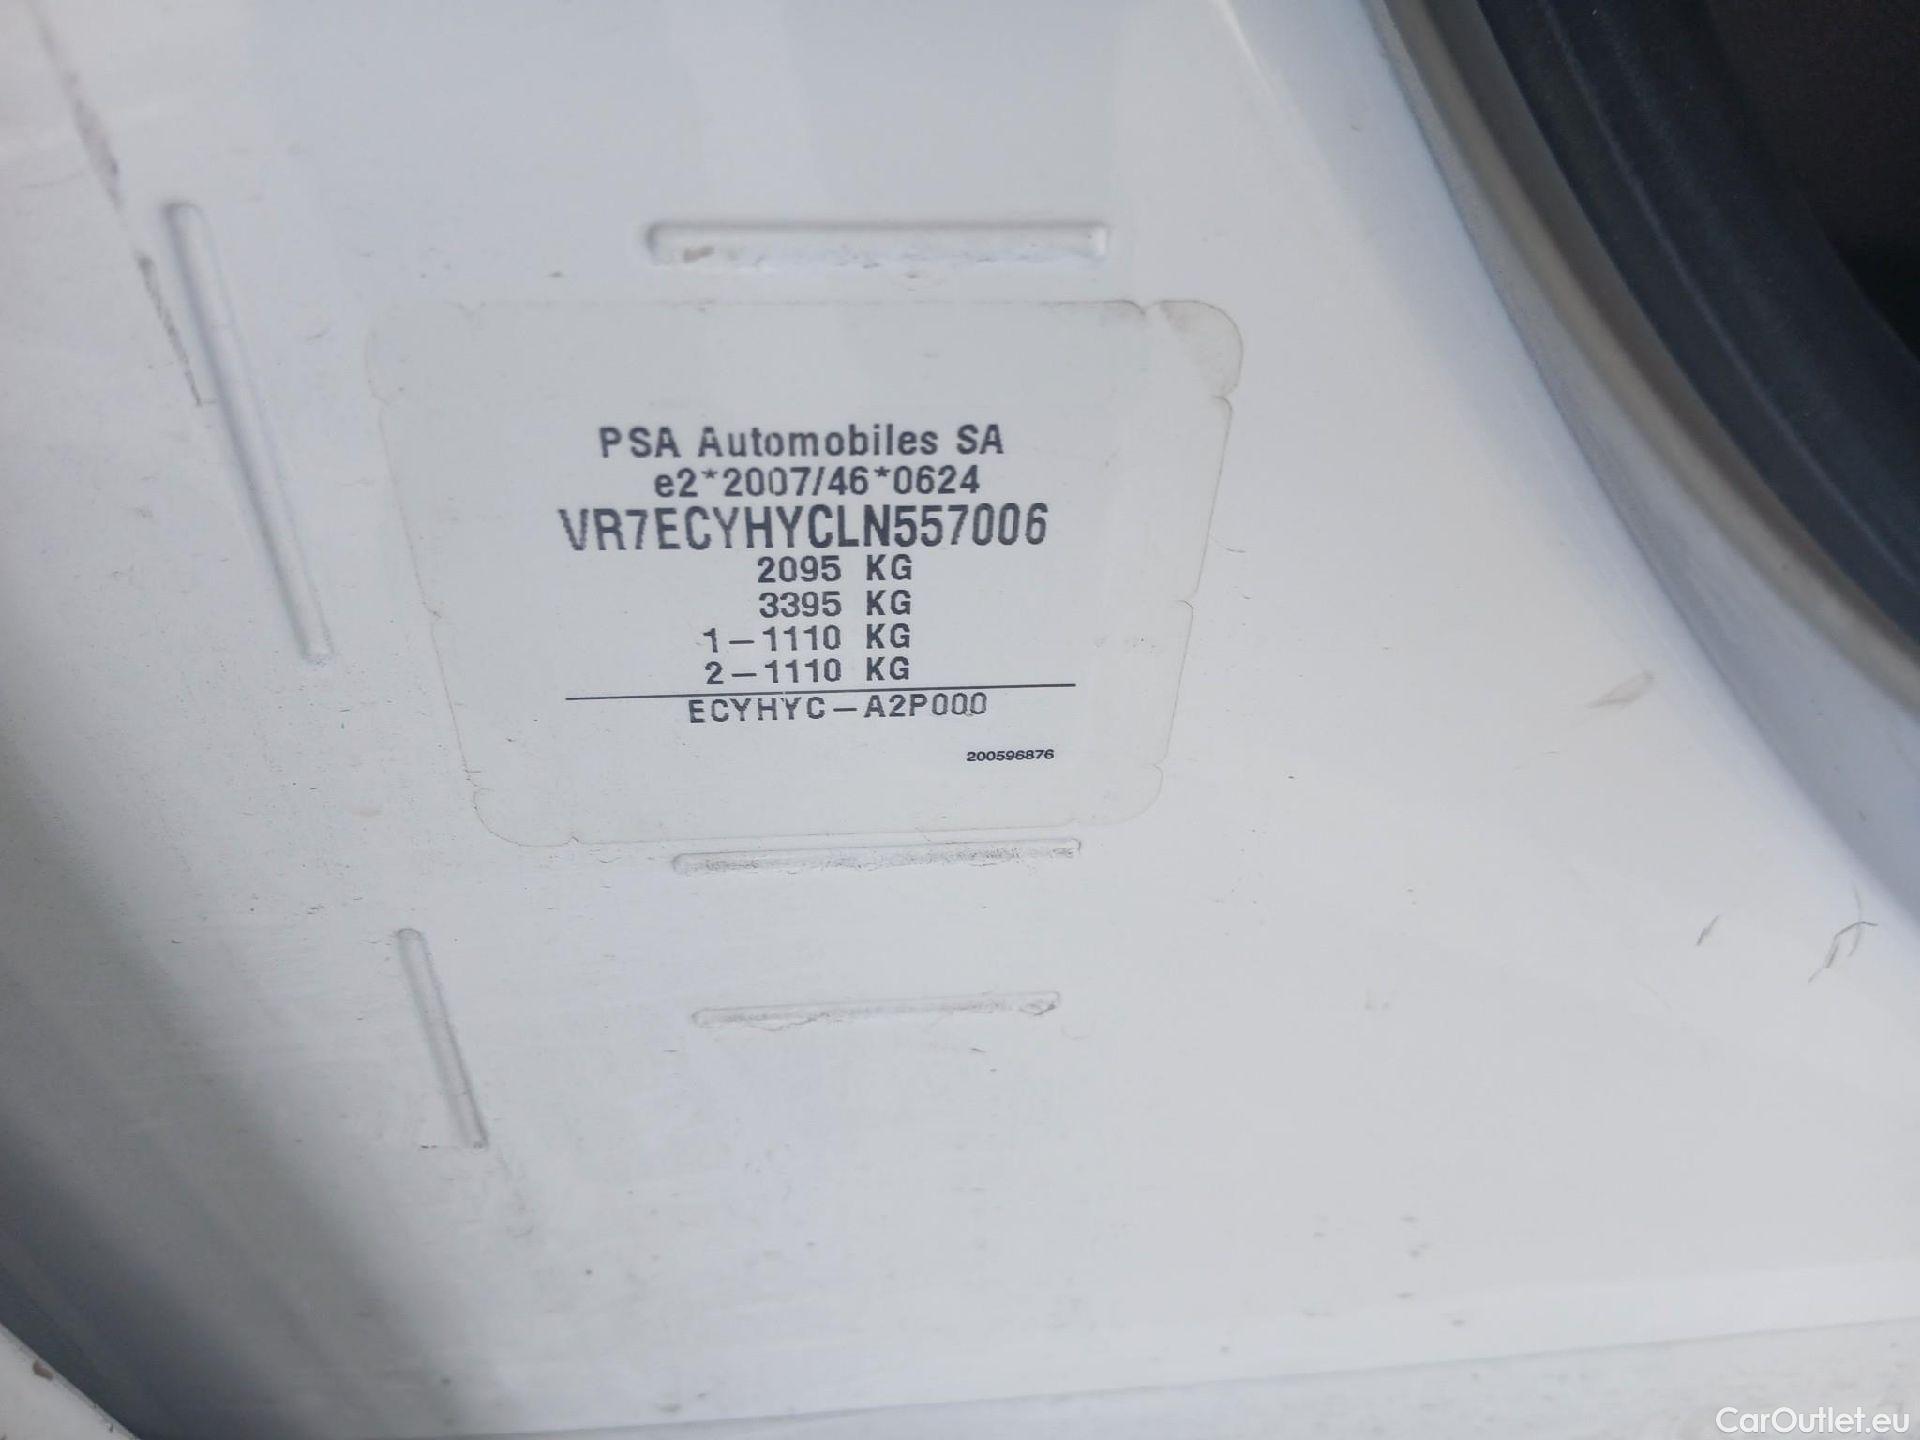 PSA Automobiles SA
e2*2007/46*0624
VR7ECYHYCLN557006
2095 KG
3395 KG
1-1110 KG
2-1110 KG
ECYHYC-A2P000
200596876
CarOutlet.eu